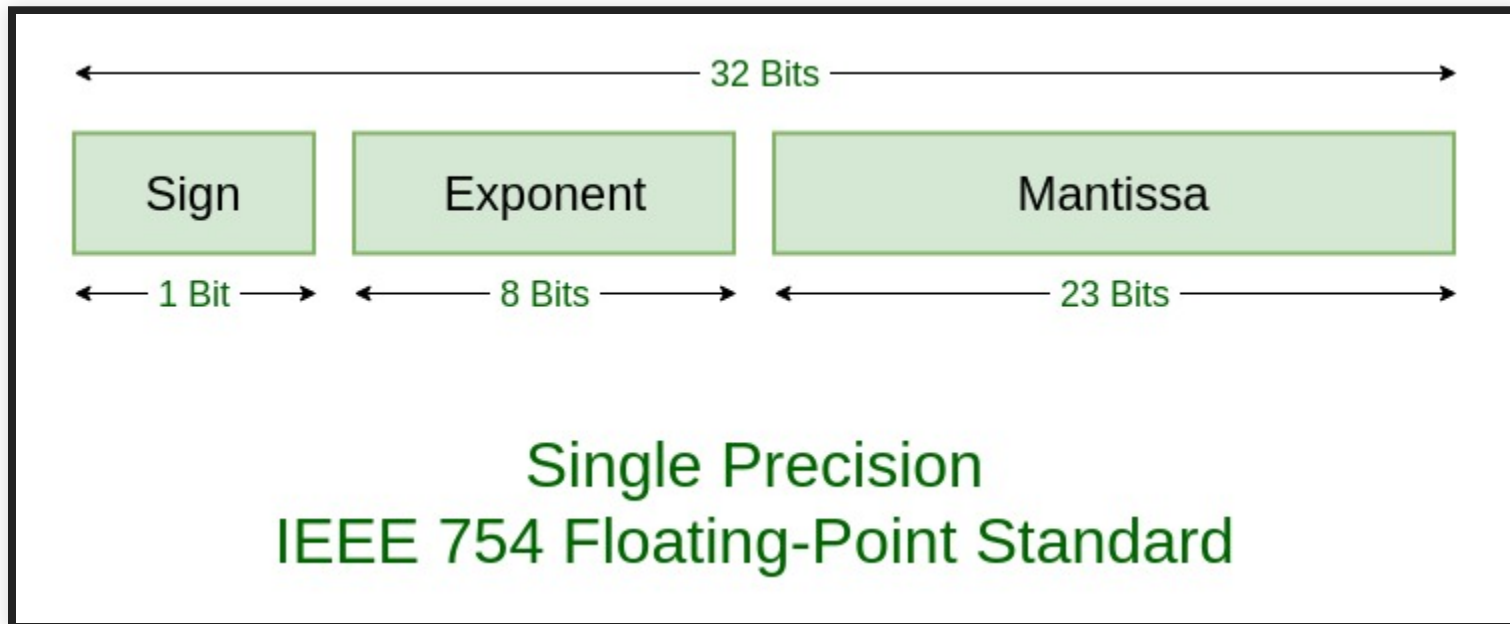 32 Bits
Sign Exponent Mantissa
1 Bit 8 Bits 23 Bits
Single Precision
IEEE 754 Floating-Point Standard